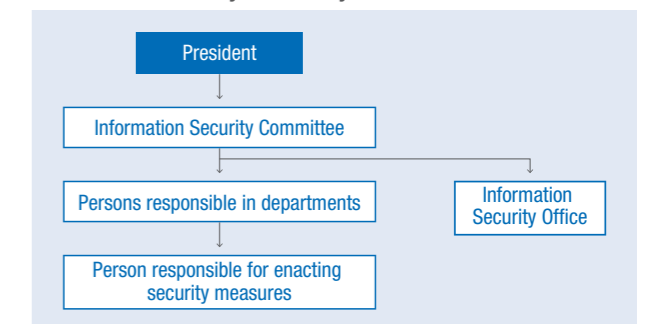 President
Information Security Committee
Persons responsible in departments
Information
Security Office
Person responsible for enacting
security measures